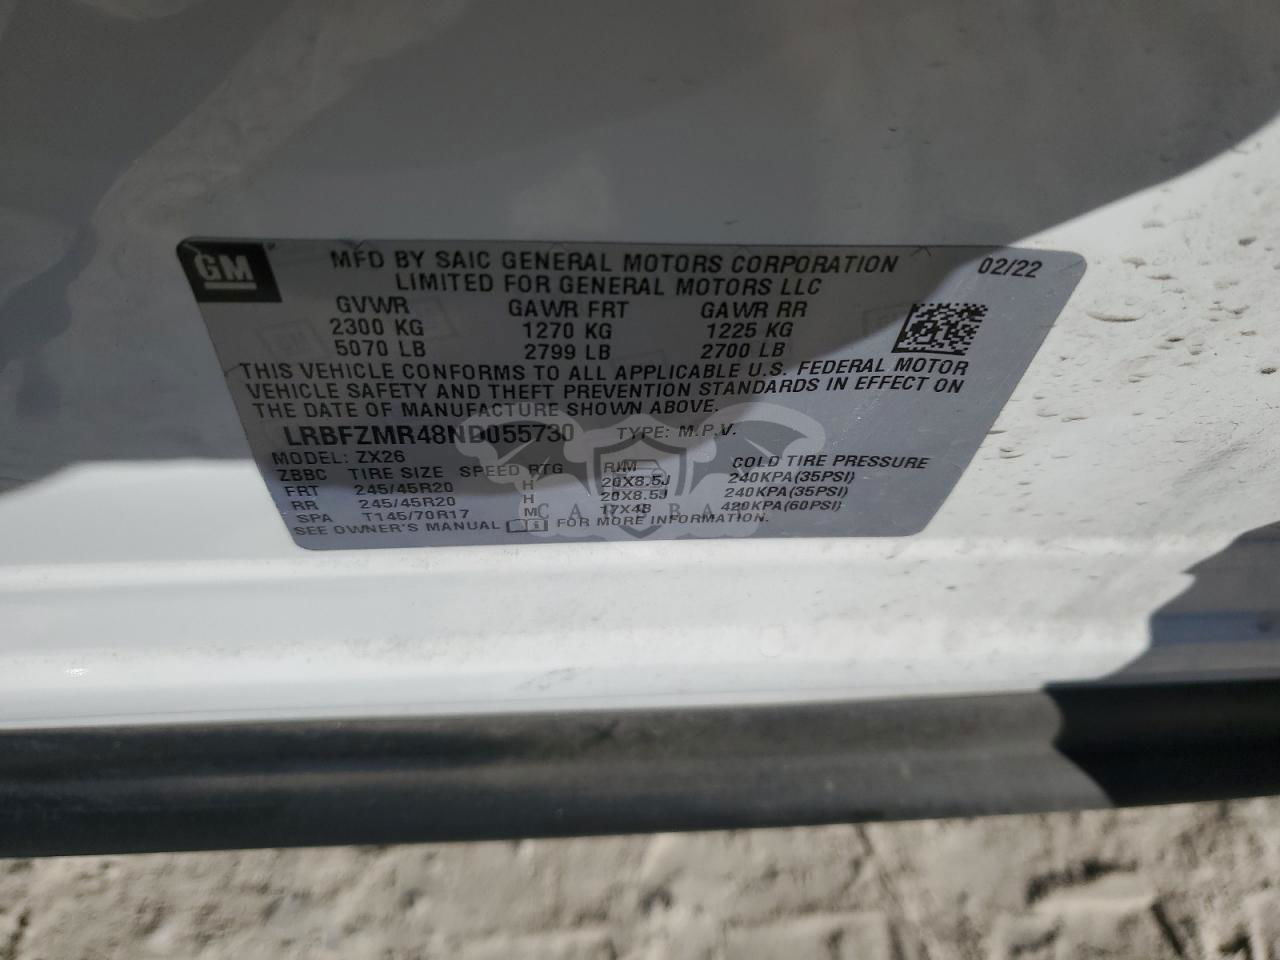 GM
MFD BY SAIC GENERAL MOTORS CORPORATION 02/22
LIMITED FOR GENERAL MOTORS LLC
GVWR GAWR FRT GAWR RR
2300 KG 1270 KG 1225 KG
5070 LB 2799 LB 2700 LB
THIS VEHICLE CONFORMS TO ALL APPLICABLE U.S. FEDERAL MOTOR
VEHICLE SAFETY AND THEFT PREVENTION STANDARDS IN EFFECT ON
THE DATE OF MANUFACTURE SHOWN ABOVE.
LRBFZMR48ND055730 TYPE: M.P.V.
MODEL: ZX26
ZBBC TIRE SIZE SPEED RTG RIM COLD TIRE PRESSURE
FRT 245/45R20 H 20X8.5J 240KPA(35PSI)
RR 245/45R20 H 20X8.5J 240KPA(35PSI)
SPA T145/70R17 M 17X4B 420KPA(60PSI)
SEE OWNER'S MANUAL FOR MORE INFORMATION.